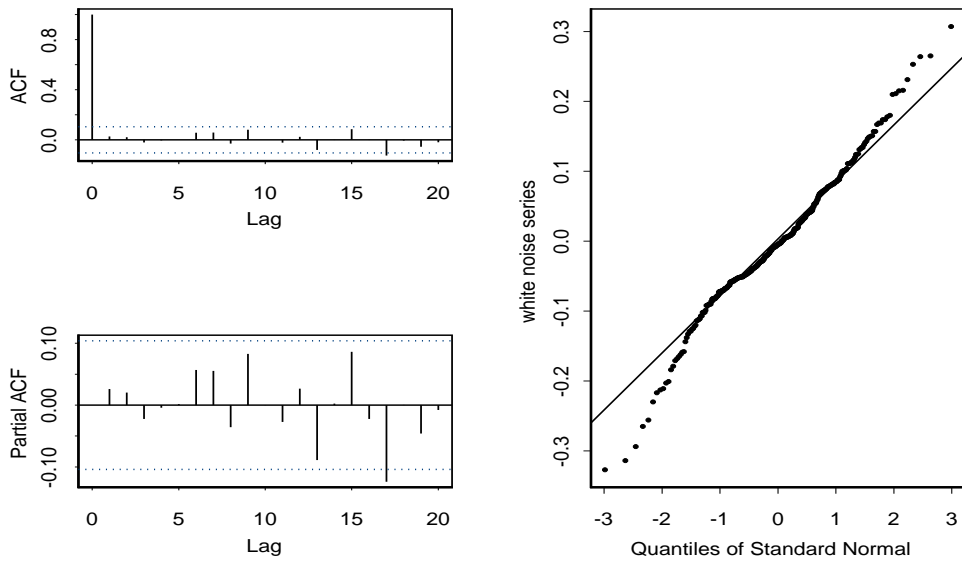 ACF
0.0 0.4 0.8
0 5 10 15 20
Lag
Partial ACF
-0.10 0.00 0.10
0 5 10 15 20
Lag
white noise series
-0.3 -0.2 -0.1 0.0 0.1 0.2 0.3
-3 -2 -1 0 1 2 3
Quantiles of Standard Normal